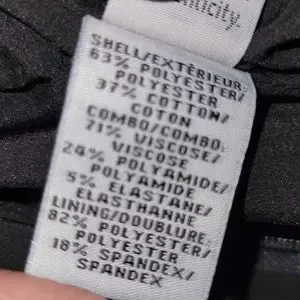 licity.
SHELL/EXTÉRIEUR:
63% POLYESTER/
POLYESTER
37% COTTON/
COTON
COMBO/COMBO:
71% VISCOSE/
VISCOSE
24% POLYAMIDE/
POLYAMIDE
5% ELASTANE/
ELASTHANNE
LINING/DOUBLURE:
82% POLYESTER/
POLYESTER
18% SPANDEX/
SPANDEX